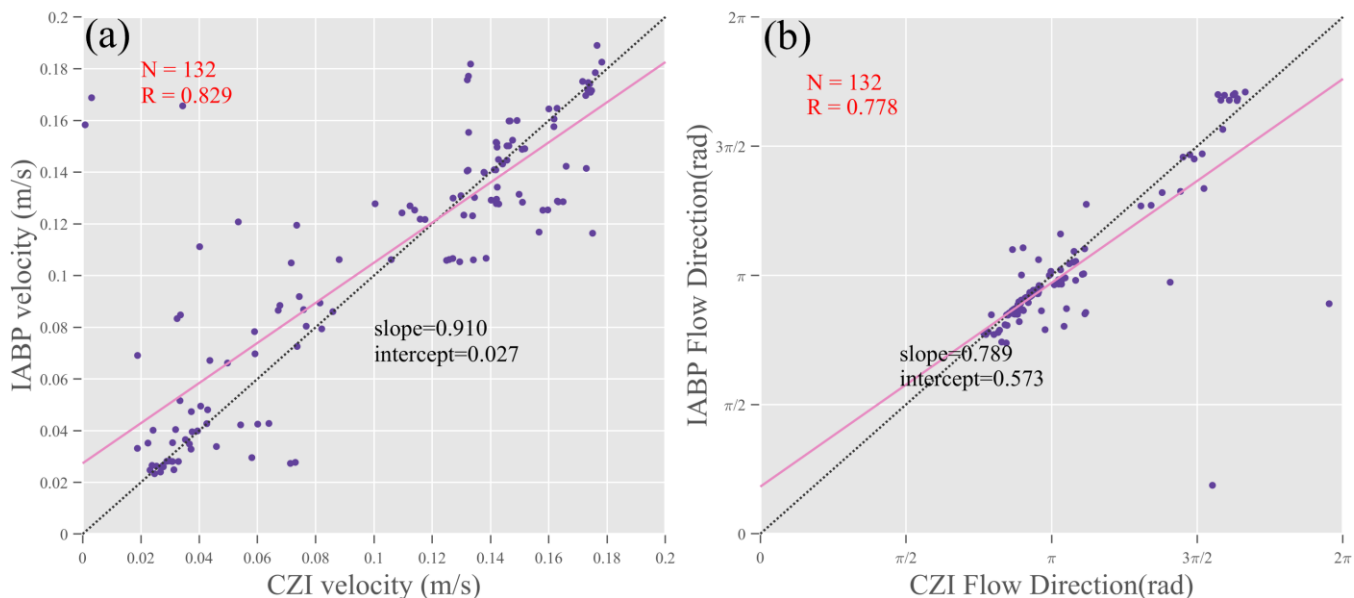 (a)
N = 132
R = 0.829
slope=0.910
intercept=0.027
IABP velocity (m/s)
0.2
0.18
0.16
0.14
0.12
0.1
0.08
0.06
0.04
0.02
0
0 0.02 0.04 0.06 0.08 0.1 0.12 0.14 0.16 0.18 0.2
CZI velocity (m/s)
(b)
N = 132
R = 0.778
slope=0.789
intercept=0.573
IABP Flow Direction(rad)
2π
3π/2
π
π/2
0
0 π/2 π 3π/2 2π
CZI Flow Direction(rad)